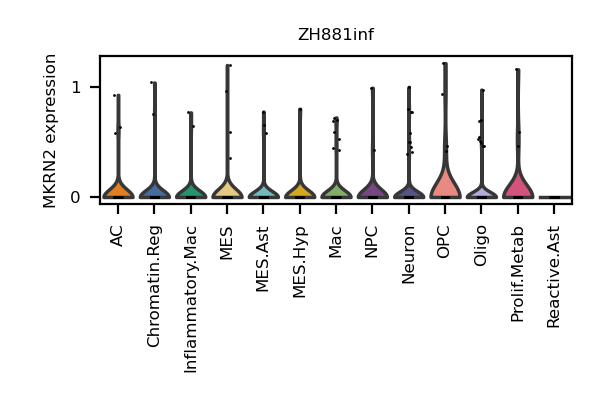 ZH881inf
MKRN2 expression
1
0
AC
Chromatin.Reg
Inflammatory.Mac
MES
MES.Ast
MES.Hyp
Mac
NPC
Neuron
OPC
Oligo
Prolif.Metab
Reactive.Ast